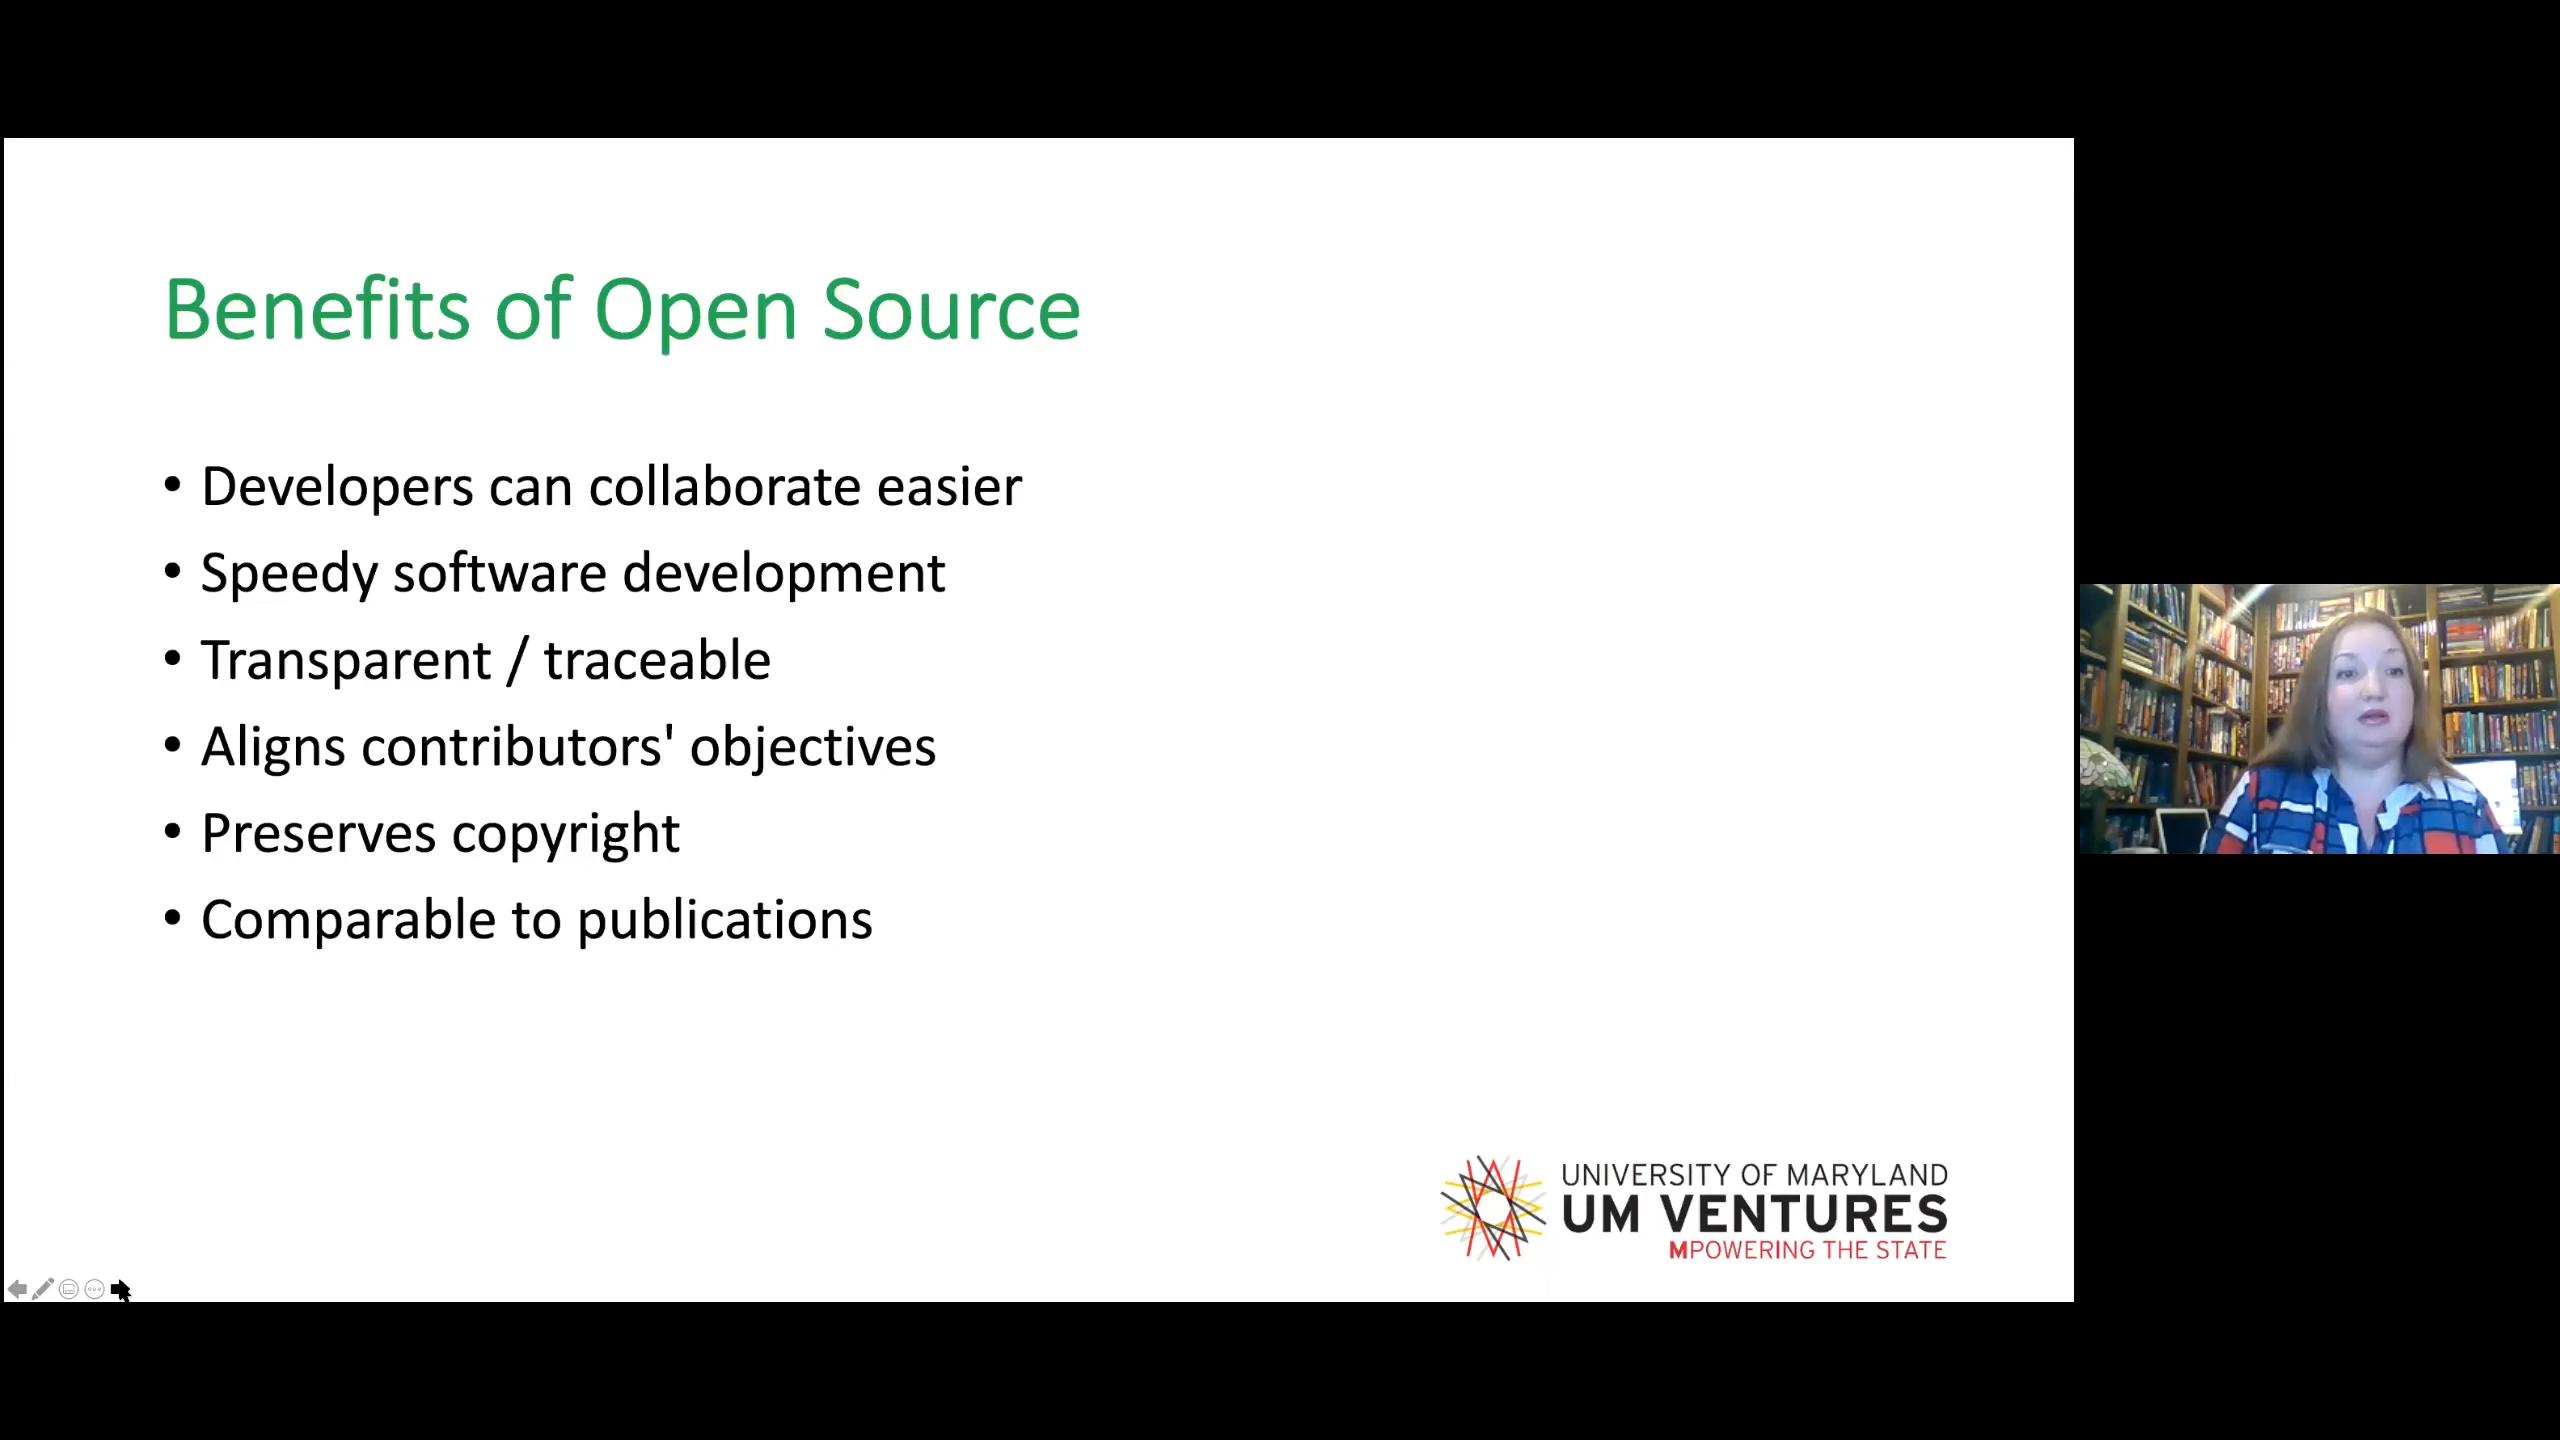 Benefits of Open Source
• Developers can collaborate easier
• Speedy software development
• Transparent / traceable
• Aligns contributors' objectives
• Preserves copyright
• Comparable to publications
UNIVERSITY OF MARYLAND
UM VENTURES
MPOWERING THE STATE